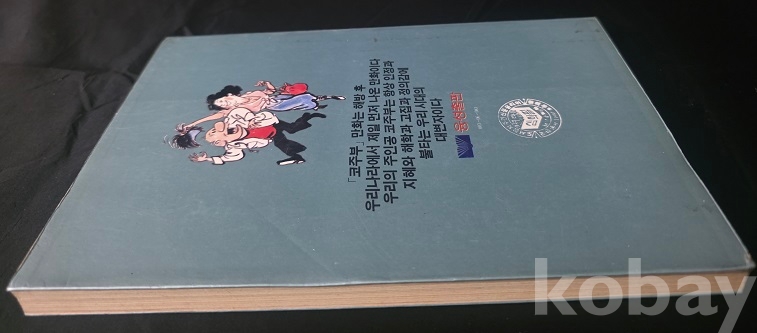 「코주부」 만화는 해방 후
우리나라에서 제일 먼저 나온 만화이다
우리의 주인공 코주부는 항상 인정과
지혜와 해학과 고집과 정의감에
불타는 우리 시대의
대변자이다
kobay